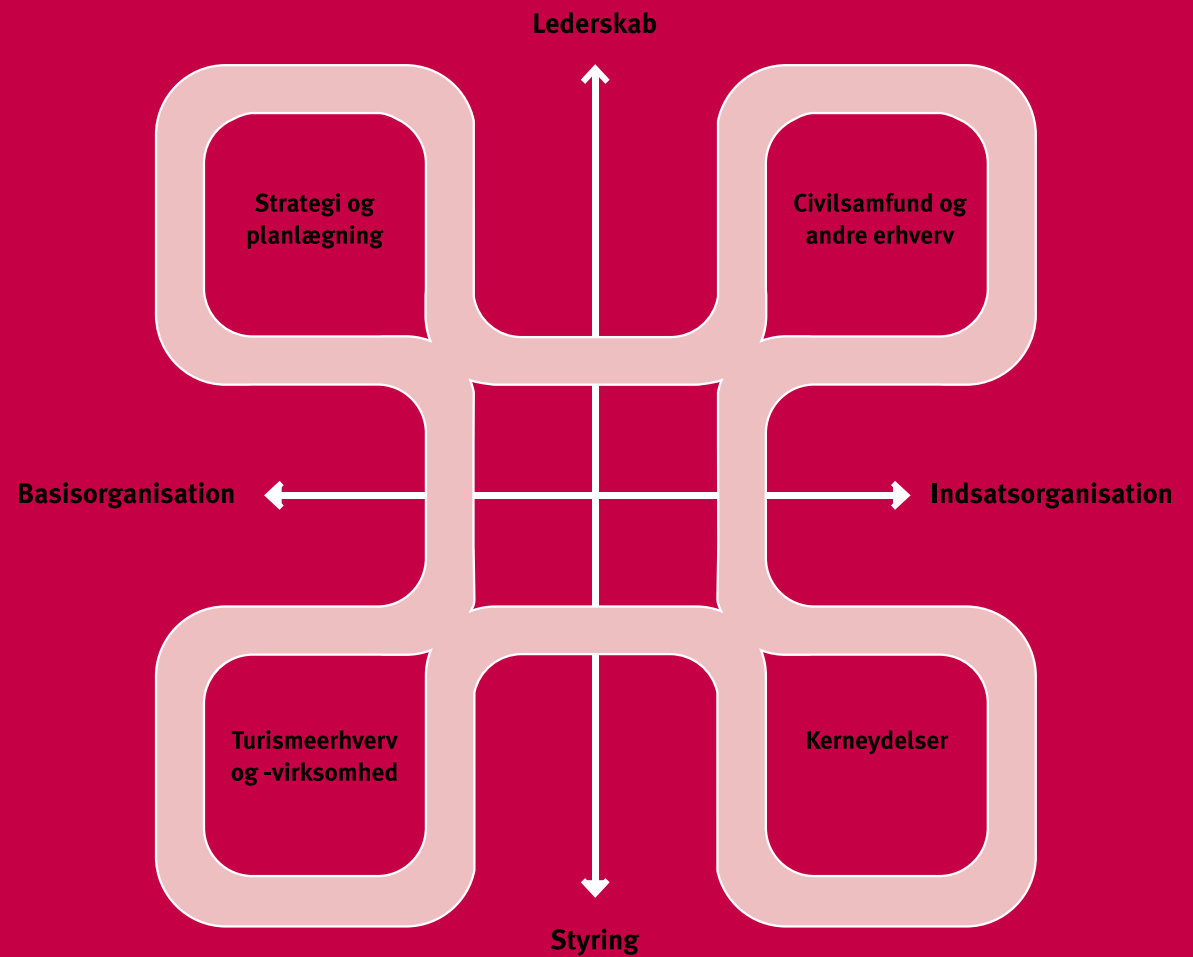 Lederskab
Strategi og
planlægning
Civilsamfund og
andre erhverv
Basisorganisation
Indsatsorganisation
Turismeerhverv
og -virksomhed
Kerneydelser
Styring